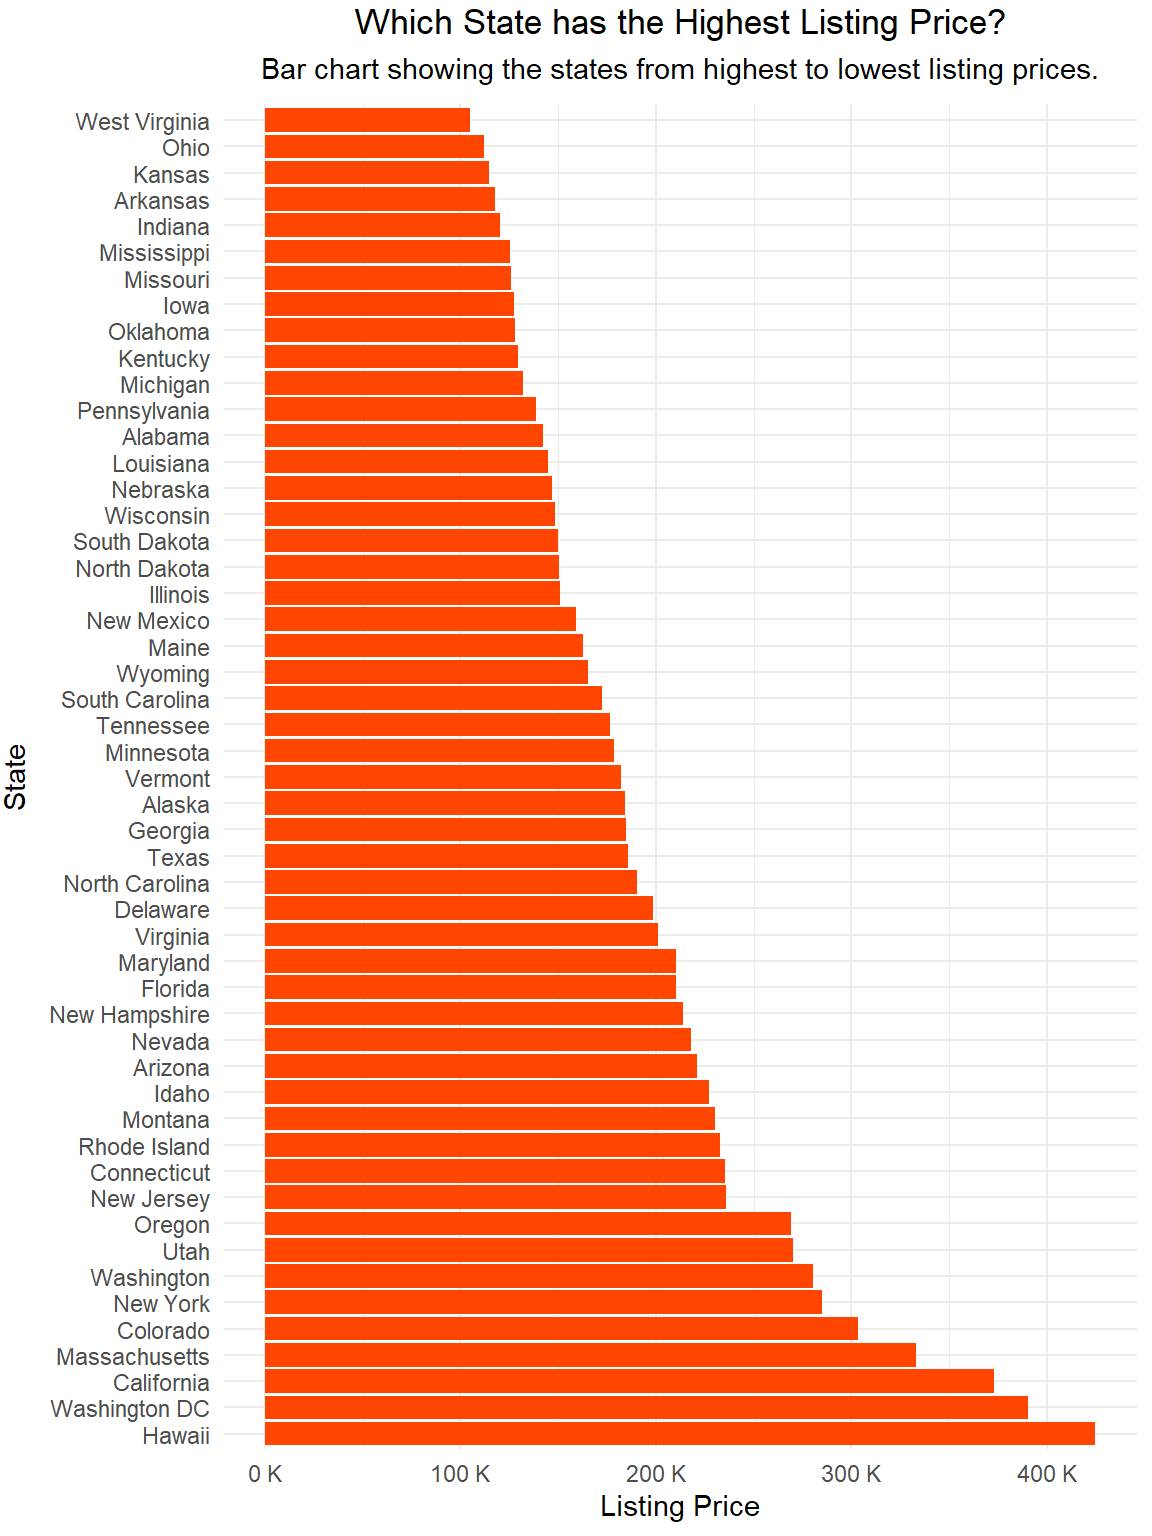 Which State has the Highest Listing Price?
Bar chart showing the states from highest to lowest listing prices.
West Virginia
Ohio
Kansas
Arkansas
Indiana
Mississippi
Missouri
Iowa
Oklahoma
Kentucky
Michigan
Pennsylvania
Alabama
Louisiana
Nebraska
Wisconsin
South Dakota
North Dakota
Illinois
New Mexico
Maine
Wyoming
South Carolina
Tennessee
Minnesota
Vermont
Alaska
Georgia
Texas
North Carolina
Delaware
Virginia
Maryland
Florida
New Hampshire
Nevada
Arizona
Idaho
Montana
Rhode Island
Connecticut
New Jersey
Oregon
Utah
Washington
New York
Colorado
Massachusetts
California
Washington DC
Hawaii
State
0 K 100 K 200 K 300 K 400 K
Listing Price